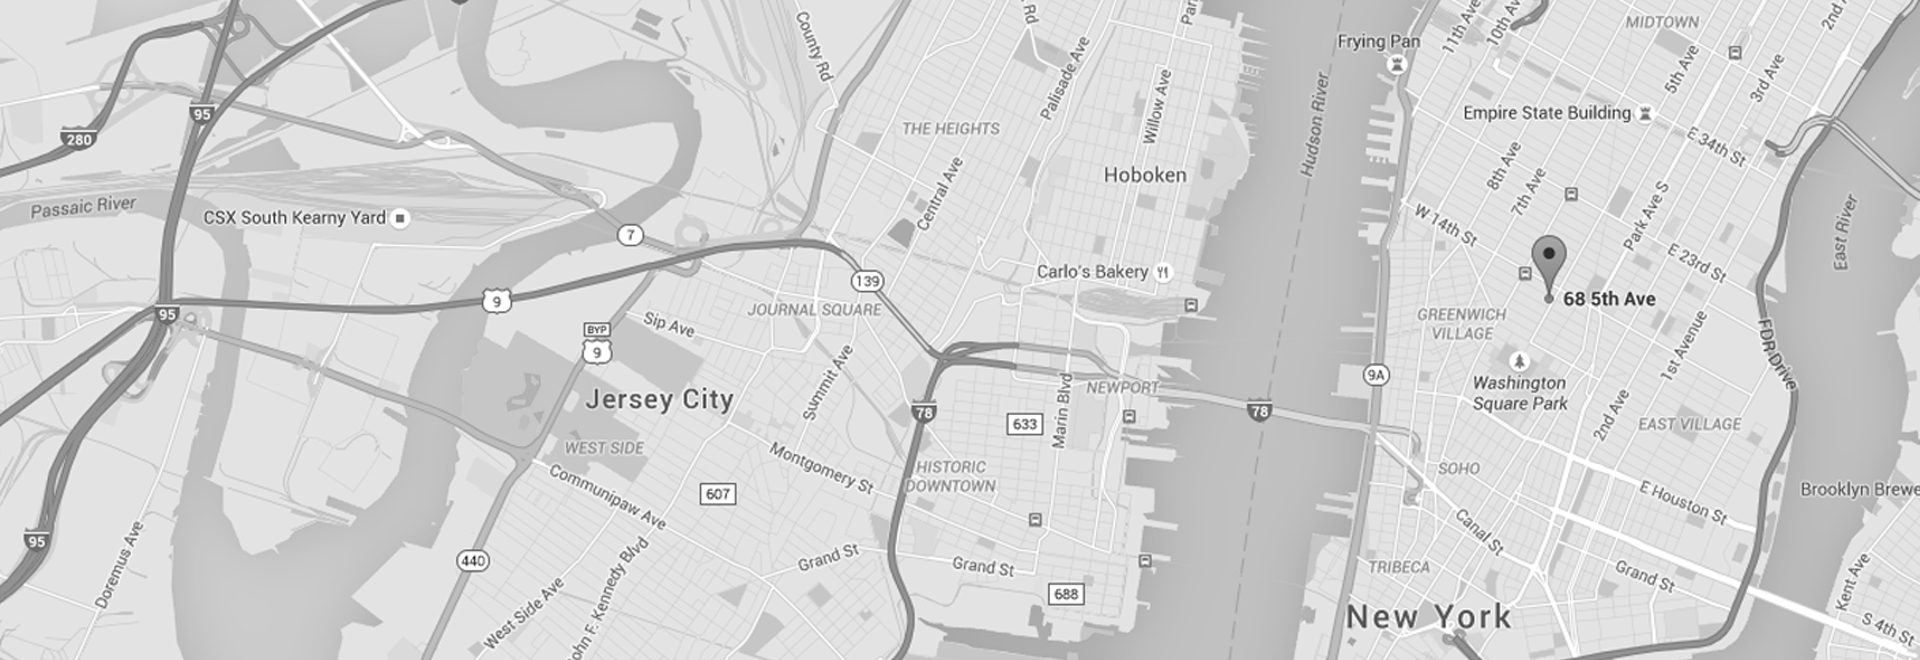 County Rd
Rd
Palisade Ave
Willow Ave
Hudson River
Frying Pan
11th Ave
10th Av
MIDTOWN
5th Ave
3rd Ave
2nd
95
280
THE HEIGHTS
Central Ave
Hoboken
Empire State Building
E 34th St
8th Ave
7th Ave
Park Ave S
W 14th St
E 23rd St
East River
Passaic River
CSX South Kearny Yard
7
139
Carlo's Bakery
68 5th Ave
9
95
BYP
9
Sip Ave
JOURNAL SQUARE
GREENWICH
VILLAGE
1st Avenue
FDR Drive
Summit Ave
Jersey City
78
633
Marin Blvd
NEWPORT
78
9A
Washington
Square Park
2nd Ave
EAST VILLAGE
WEST SIDE
Montgomery St
HISTORIC
DOWNTOWN
SOHO
607
Communipaw Ave
E Houston St
Brooklyn Brewe
95
Doremus Ave
440
West Side Ave
ohn F. Kennedy Blvd
Grand St
Grand St
688
Canal St
TRIBECA
Grand St
New York
Kent Ave
S 4th St